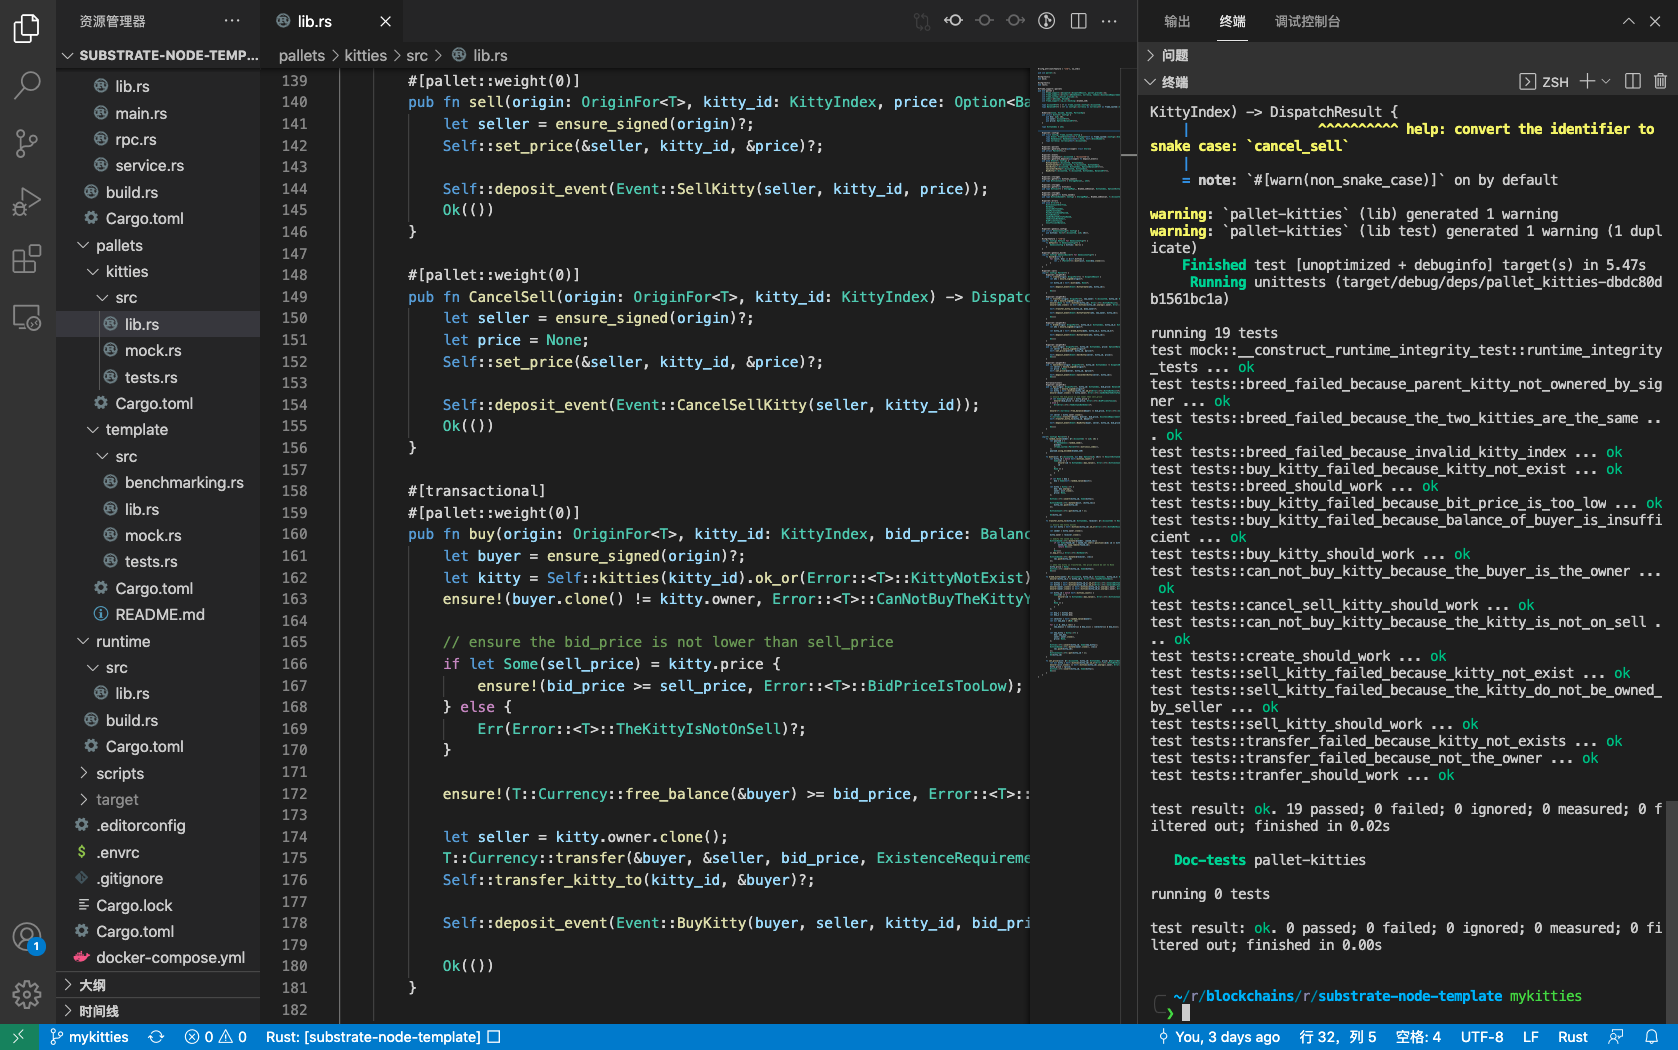 资源管理器
SUBSTRATE-NODE-TEMP...
lib.rs
main.rs
rpc.rs
service.rs
build.rs
Cargo.toml
pallets
kitties
src
lib.rs
mock.rs
tests.rs
Cargo.toml
template
src
benchmarking.rs
lib.rs
mock.rs
tests.rs
Cargo.toml
README.md
runtime
src
lib.rs
build.rs
Cargo.toml
scripts
target
.editorconfig
.envrc
.gitignore
Cargo.lock
Cargo.toml
docker-compose.yml
大纲
时间线
lib.rs
pallets > kitties > src > lib.rs
139 #[pallet::weight(0)]
140 pub fn sell(origin: OriginFor<T>, kitty_id: KittyIndex, price: Option<Ba
141 let seller = ensure_signed(origin)?;
142 Self::set_price(&seller, kitty_id, &price)?;
143
144 Self::deposit_event(Event::SellKitty(seller, kitty_id, price));
145 Ok(())
146 }
147
148 #[pallet::weight(0)]
149 pub fn CancelSell(origin: OriginFor<T>, kitty_id: KittyIndex) -> Dispatc
150 let seller = ensure_signed(origin)?;
151 let price = None;
152 Self::set_price(&seller, kitty_id, &price)?;
153
154 Self::deposit_event(Event::CancelSellKitty(seller, kitty_id));
155 Ok(())
156 }
157
158 #[transactional]
159 #[pallet::weight(0)]
160 pub fn buy(origin: OriginFor<T>, kitty_id: KittyIndex, bid_price: Balanc
161 let buyer = ensure_signed(origin)?;
162 let kitty = Self::kitties(kitty_id).ok_or(Error::<T>::KittyNotExist)
163 ensure!(buyer.clone() != kitty.owner, Error::<T>::CanNotBuyTheKittyY
164
165 // ensure the bid_price is not lower than sell_price
166 if let Some(sell_price) = kitty.price {
167 ensure!(bid_price >= sell_price, Error::<T>::BidPriceIsTooLow);
168 } else {
169 Err(Error::<T>::TheKittyIsNotOnSell)?;
170 }
171
172 ensure!(T::Currency::free_balance(&buyer) >= bid_price, Error::<T>::
173
174 let seller = kitty.owner.clone();
175 T::Currency::transfer(&buyer, &seller, bid_price, ExistenceRequireme
176 Self::transfer_kitty_to(kitty_id, &buyer)?;
177
178 Self::deposit_event(Event::BuyKitty(buyer, seller, kitty_id, bid_pri
179
180 Ok(())
181 }
182
输出 终端 调试控制台
问题
终端
ZSH
KittyIndex) -> DispatchResult {
| ^^^^^^^^^^ help: convert the identifier to
snake case: `cancel_sell`
|
= note: `#[warn(non_snake_case)]` on by default
warning: `pallet-kitties` (lib) generated 1 warning
warning: `pallet-kitties` (lib test) generated 1 warning (1 dupl
icate)
Finished test [unoptimized + debuginfo] target(s) in 5.47s
Running unittests (target/debug/deps/pallet_kitties-dbdc80d
b1561bc1a)
running 19 tests
test mock::__construct_runtime_integrity_test::runtime_integrity
_tests ... ok
test tests::breed_failed_because_parent_kitty_not_ownered_by_sig
ner ... ok
test tests::breed_failed_because_the_two_kitties_are_the_same ..
. ok
test tests::breed_failed_because_invalid_kitty_index ... ok
test tests::buy_kitty_failed_because_kitty_not_exist ... ok
test tests::breed_should_work ... ok
test tests::buy_kitty_failed_because_bit_price_is_too_low ... ok
test tests::buy_kitty_failed_because_balance_of_buyer_is_insuffi
cient ... ok
test tests::buy_kitty_should_work ... ok
test tests::can_not_buy_kitty_because_the_buyer_is_the_owner ...
ok
test tests::cancel_sell_kitty_should_work ... ok
test tests::can_not_buy_kitty_because_the_kitty_is_not_on_sell .
.. ok
test tests::create_should_work ... ok
test tests::sell_kitty_failed_because_kitty_not_exist ... ok
test tests::sell_kitty_failed_because_the_kitty_do_not_be_owned_
by_seller ... ok
test tests::sell_kitty_should_work ... ok
test tests::transfer_failed_because_kitty_not_exists ... ok
test tests::transfer_failed_because_not_the_owner ... ok
test tests::tranfer_should_work ... ok
test result: ok. 19 passed; 0 failed; 0 ignored; 0 measured; 0 f
iltered out; finished in 0.02s
Doc-tests pallet-kitties
running 0 tests
test result: ok. 0 passed; 0 failed; 0 ignored; 0 measured; 0 fi
ltered out; finished in 0.00s
~/r/blockchains/r/substrate-node-template mykitties
❯
1
mykitties 0 0 Rust: [substrate-node-template] You, 3 days ago 行 32, 列 5 空格: 4 UTF-8 LF Rust